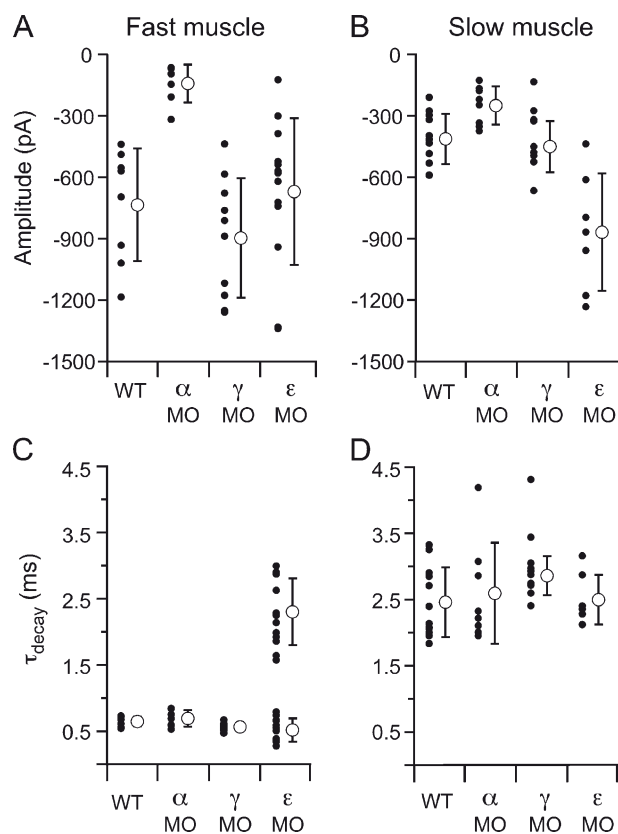 A Fast muscle
B Slow muscle
Amplitude (pA)
0
-300
-600
-900
-1200
-1500
WT α MO γ MO ε MO
0
-300
-600
-900
-1200
-1500
WT α MO γ MO ε MO
C
D
τdecay (ms)
4.5
3.5
2.5
1.5
0.5
WT α MO γ MO ε MO
4.5
3.5
2.5
1.5
0.5
WT α MO γ MO ε MO